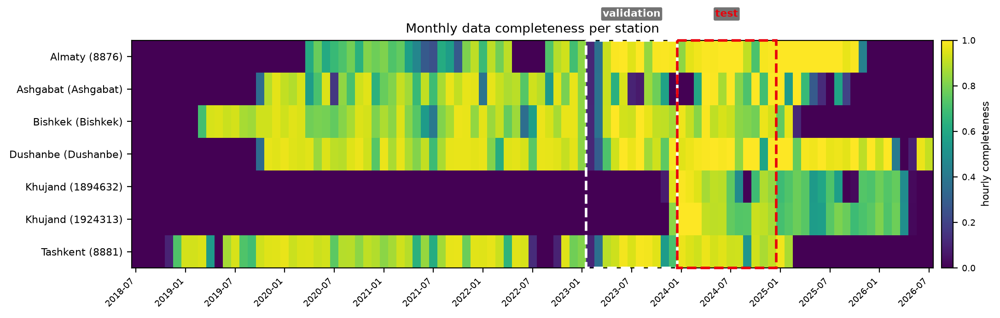 validation
test
Monthly data completeness per station
Almaty (8876)
Ashgabat (Ashgabat)
Bishkek (Bishkek)
Dushanbe (Dushanbe)
Khujand (1894632)
Khujand (1924313)
Tashkent (8881)
2018-07
2019-01
2019-07
2020-01
2020-07
2021-01
2021-07
2022-01
2022-07
2023-01
2023-07
2024-01
2024-07
2025-01
2025-07
2026-01
2026-07
1.0
0.8
0.6
0.4
0.2
0.0
hourly completeness